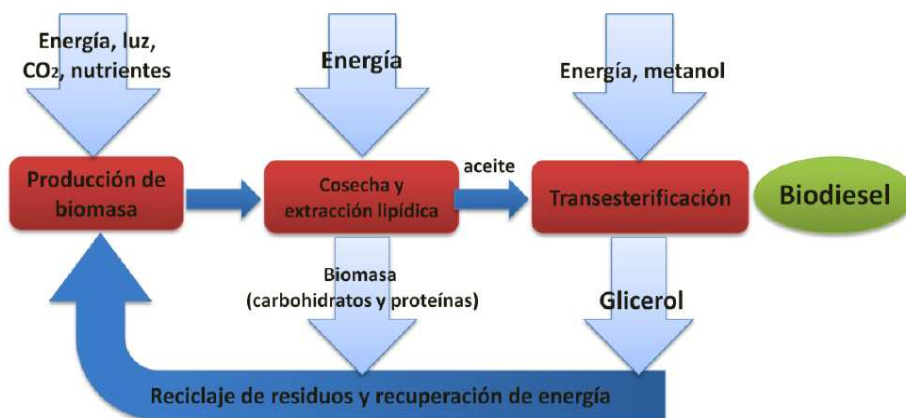 Energía, luz,
CO₂, nutrientes
Energía
Energía, metanol
Producción de
biomasa
Cosecha y
extracción lipídica
aceite
Transesterificación
Biodiesel
Biomasa
(carbohidratos y proteínas)
Glicerol
Reciclaje de residuos y recuperación de energía